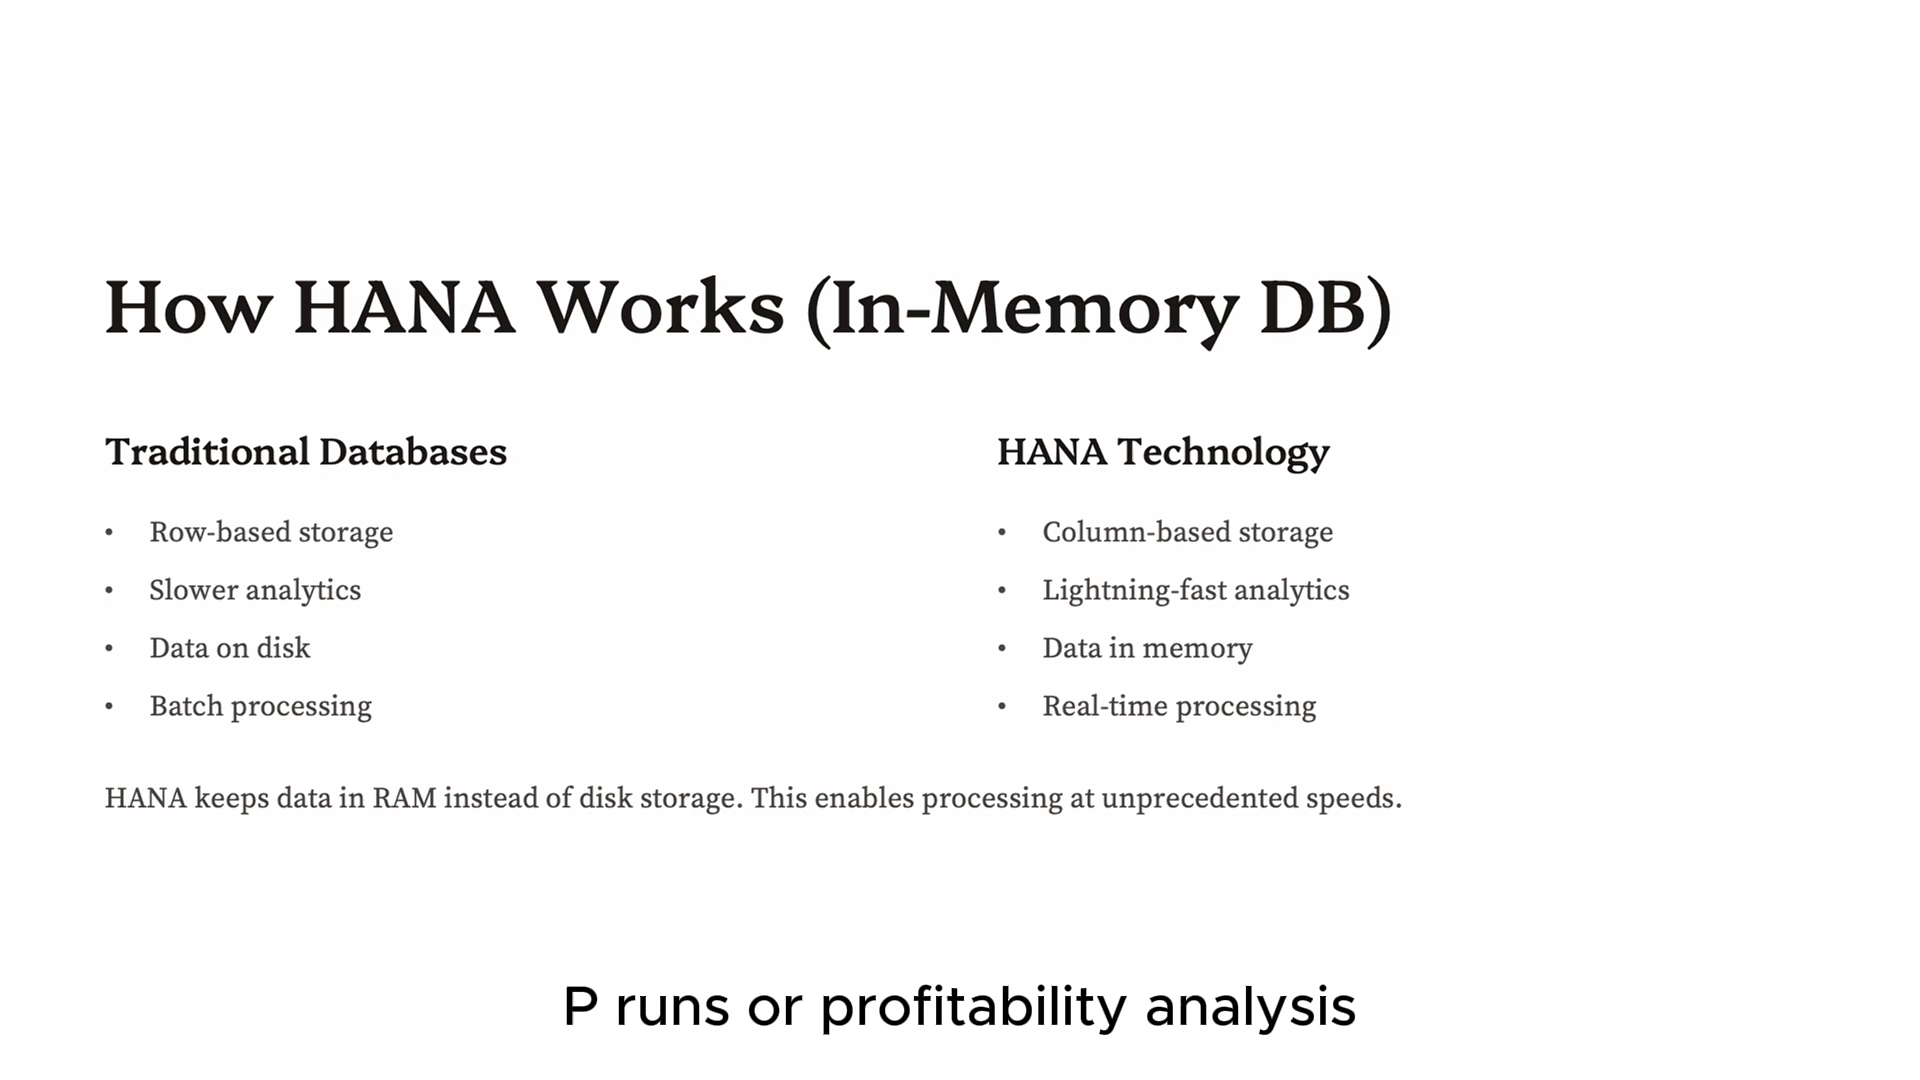 How HANA Works (In-Memory DB)
Traditional Databases
• Row-based storage
• Slower analytics
• Data on disk
• Batch processing
HANA Technology
• Column-based storage
• Lightning-fast analytics
• Data in memory
• Real-time processing
HANA keeps data in RAM instead of disk storage. This enables processing at unprecedented speeds.
P runs or profitability analysis